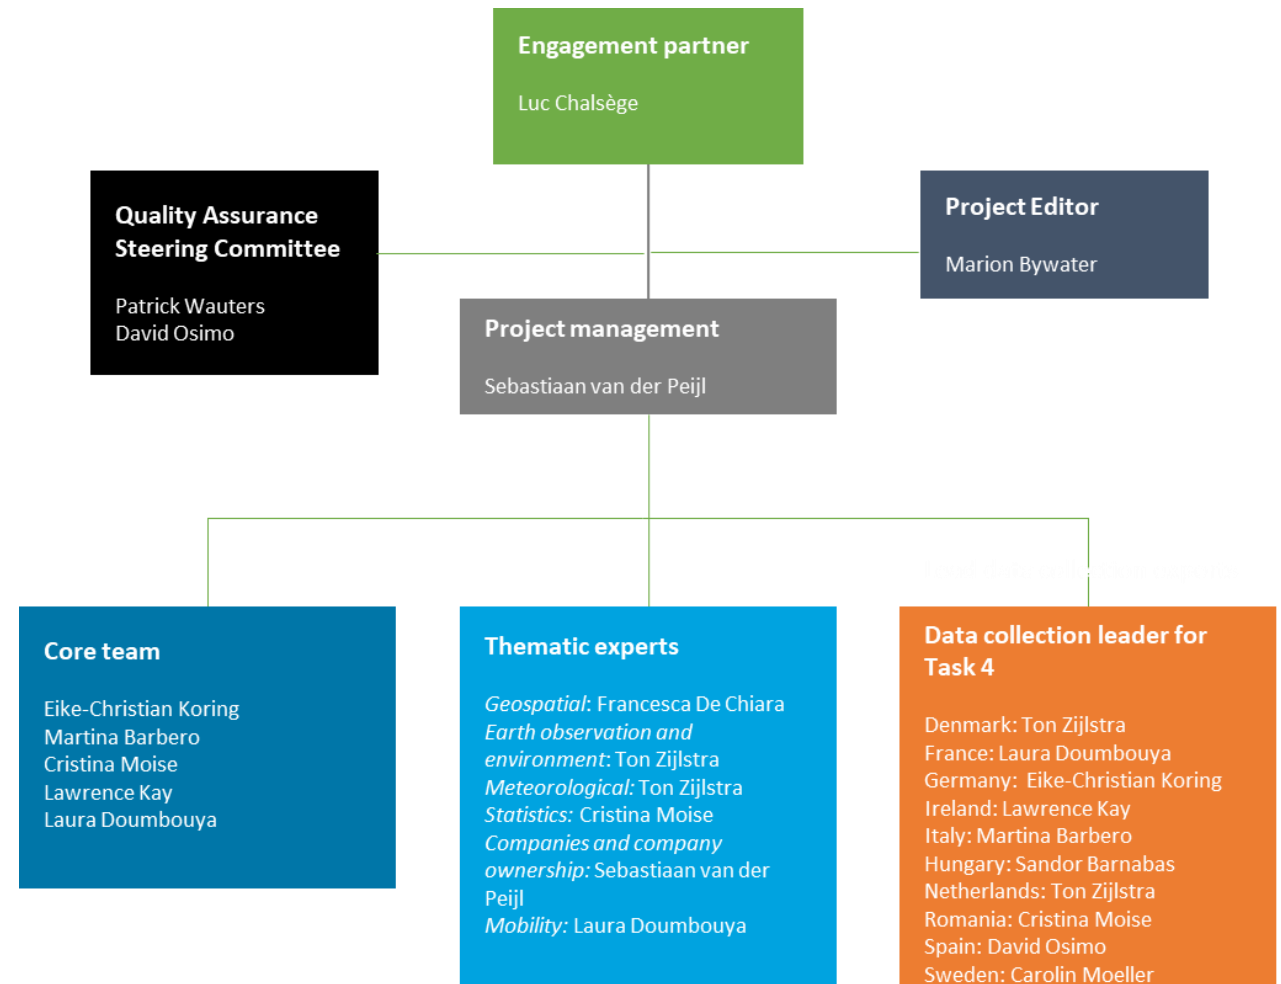 Engagement partner
Luc Chalsège
Quality Assurance
Steering Committee
Patrick Wauters
David Osimo
Project Editor
Marion Bywater
Project management
Sebastiaan van der Peijl
Core team
Eike-Christian Koring
Martina Barbero
Cristina Moise
Lawrence Kay
Laura Doumbouya
Thematic experts
Geospatial: Francesca De Chiara
Earth observation and
environment: Ton Zijlstra
Meteorological: Ton Zijlstra
Statistics: Cristina Moise
Companies and company
ownership: Sebastiaan van der
Peijl
Mobility: Laura Doumbouya
Data collection leader for
Task 4
Denmark: Ton Zijlstra
France: Laura Doumbouya
Germany: Eike-Christian Koring
Ireland: Lawrence Kay
Italy: Martina Barbero
Hungary: Sandor Barnabas
Netherlands: Ton Zijlstra
Romania: Cristina Moise
Spain: David Osimo
Sweden: Carolin Moeller